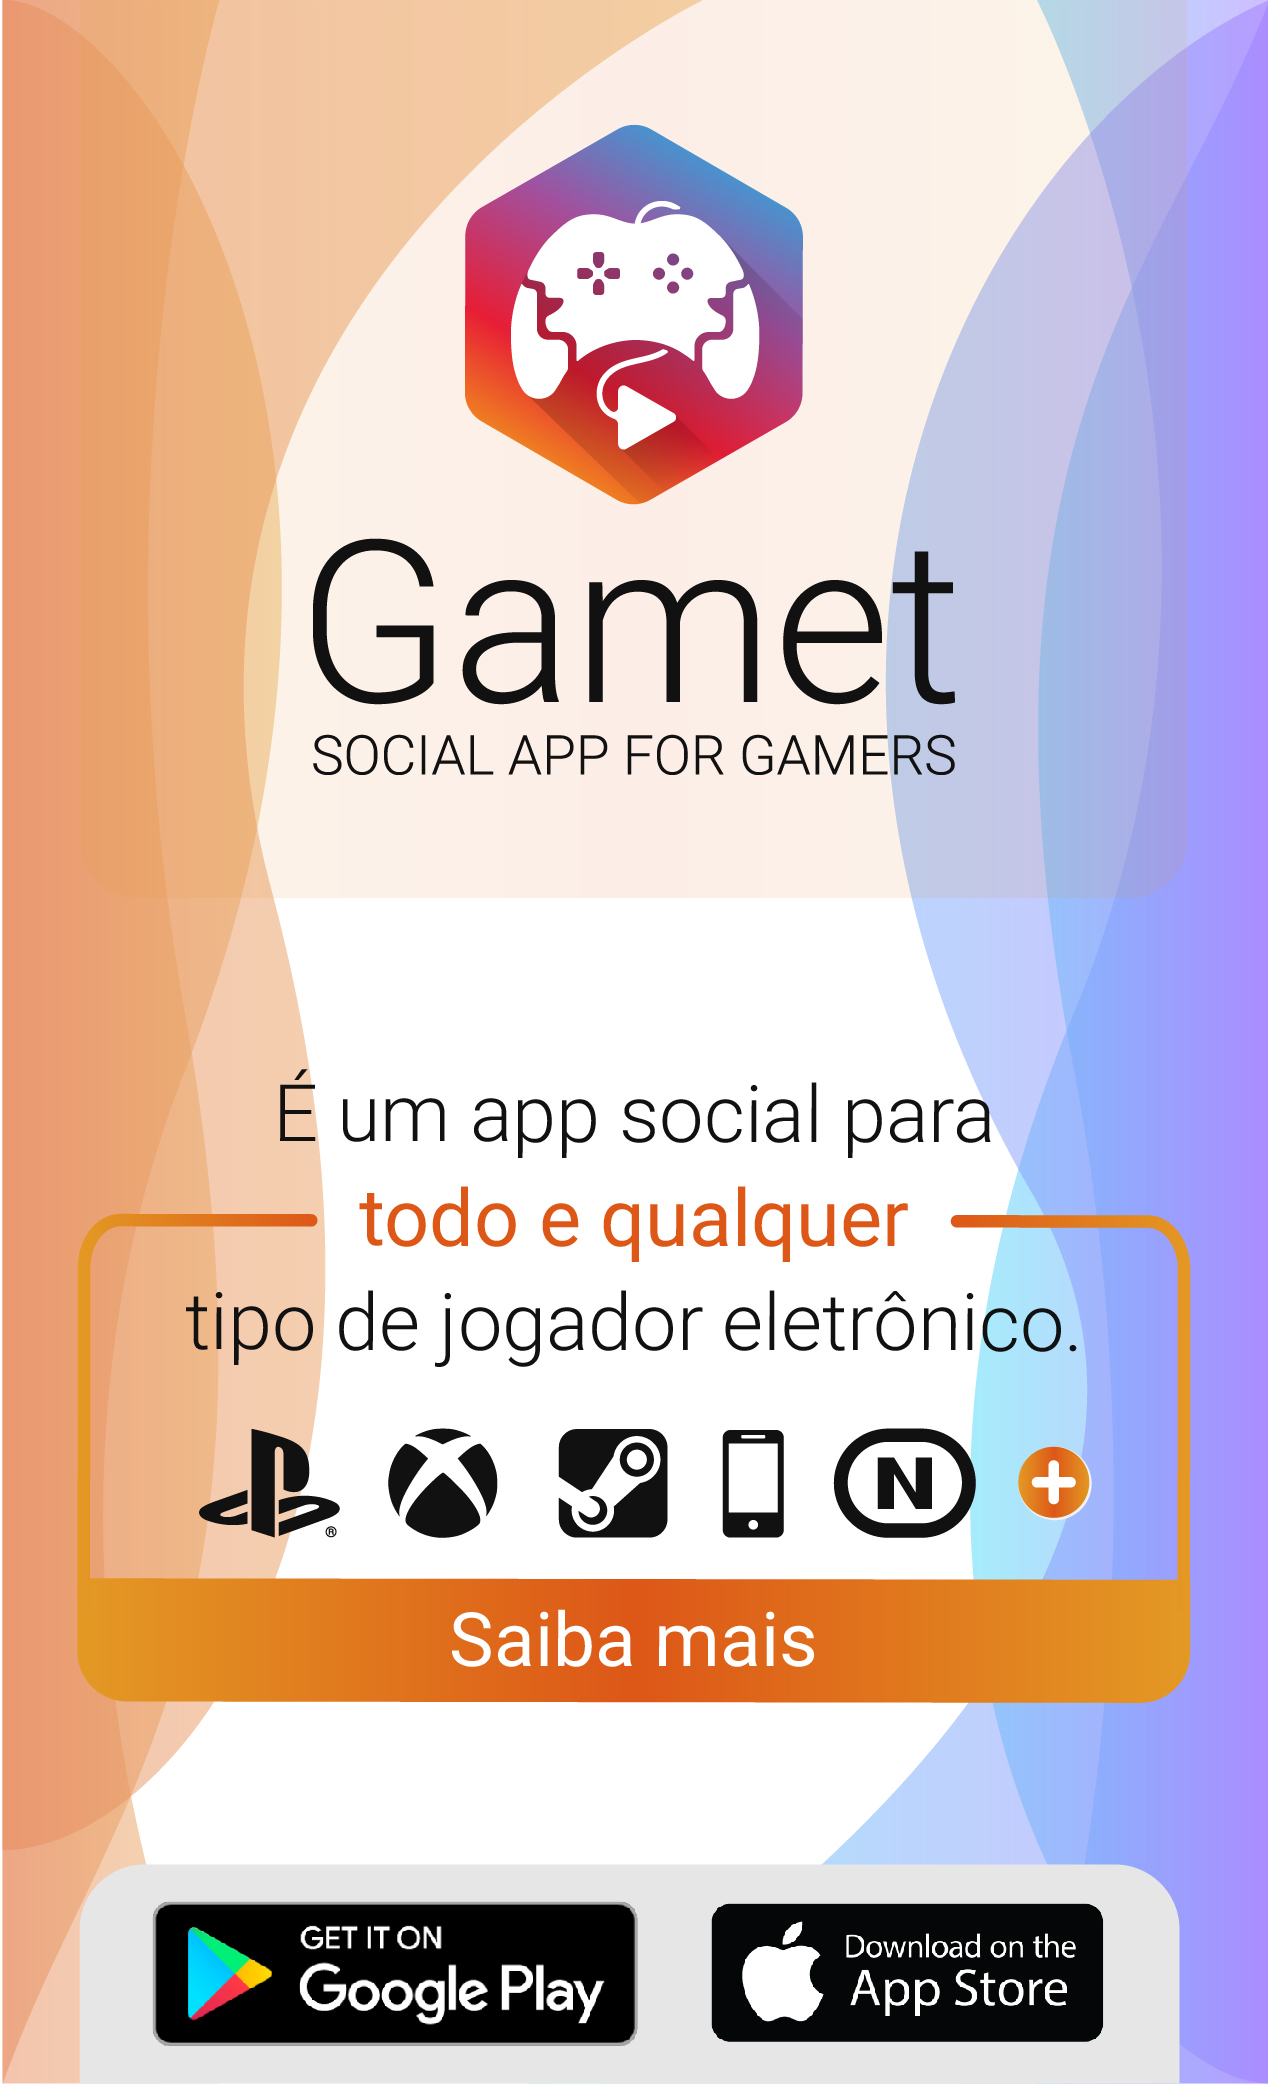 Gamet
SOCIAL APP FOR GAMERS
É um app social para
todo e qualquer
tipo de jogador eletrônico.
®
N
Saiba mais
GET IT ON
Google Play
Download on the
App Store